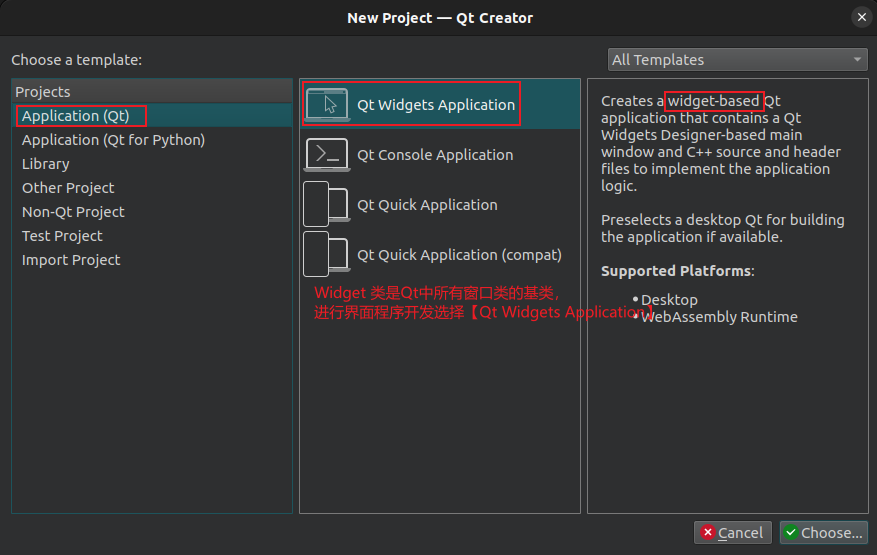 New Project — Qt Creator
Choose a template:
All Templates
Projects
Application (Qt)
Application (Qt for Python)
Library
Other Project
Non-Qt Project
Test Project
Import Project
Qt Widgets Application
Qt Console Application
Qt Quick Application
Qt Quick Application (compat)
Widget 类是Qt中所有窗口类的基类，
进行界面程序开发选择【Qt Widgets Application】
Creates a widget-based Qt
application that contains a Qt
Widgets Designer-based main
window and C++ source and header
files to implement the application
logic.
Preselects a desktop Qt for building
the application if available.
Supported Platforms:
• Desktop
• WebAssembly Runtime
Cancel
Choose...